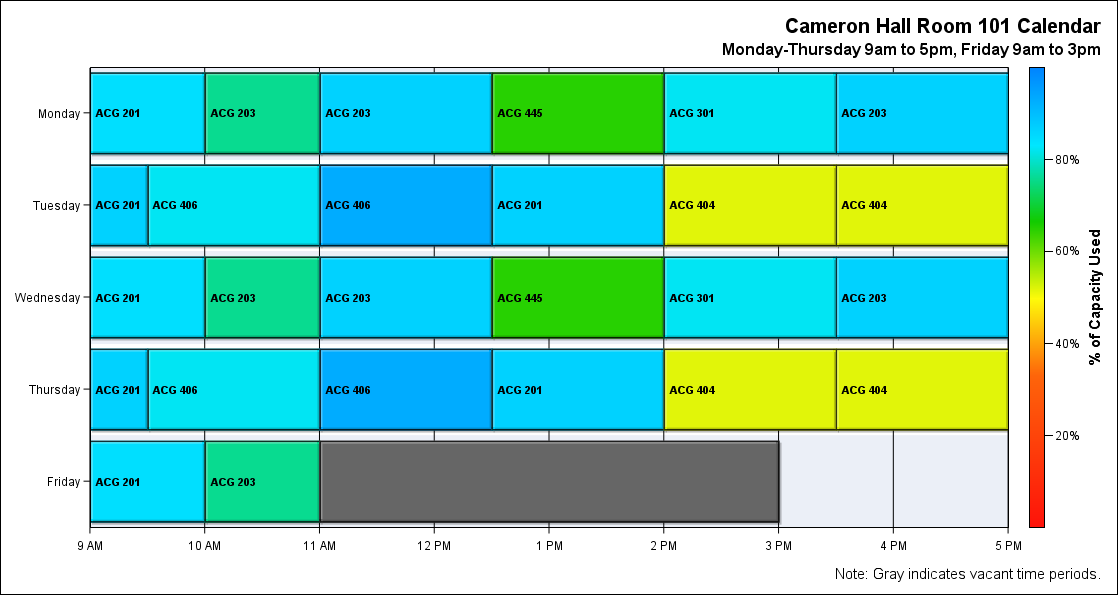 Cameron Hall Room 101 Calendar
Monday-Thursday 9am to 5pm, Friday 9am to 3pm
Monday
ACG 201
ACG 203
ACG 203
ACG 445
ACG 301
ACG 203
Tuesday
ACG 201
ACG 406
ACG 406
ACG 201
ACG 404
ACG 404
Wednesday
ACG 201
ACG 203
ACG 203
ACG 445
ACG 301
ACG 203
Thursday
ACG 201
ACG 406
ACG 406
ACG 201
ACG 404
ACG 404
Friday
ACG 201
ACG 203
9 AM
10 AM
11 AM
12 PM
1 PM
2 PM
3 PM
4 PM
5 PM
80%
60%
40%
20%
% of Capacity Used
Note: Gray indicates vacant time periods.